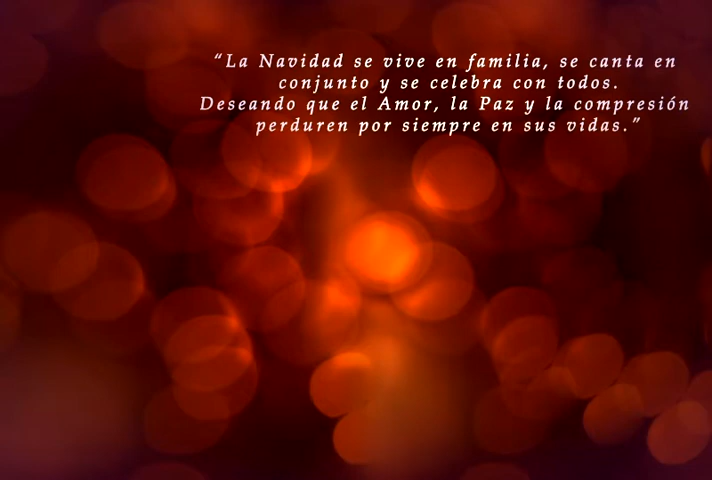 “La Navidad se vive en familia, se canta en
conjunto y se celebra con todos.
Deseando que el Amor, la Paz y la compresión
perduren por siempre en sus vidas.”